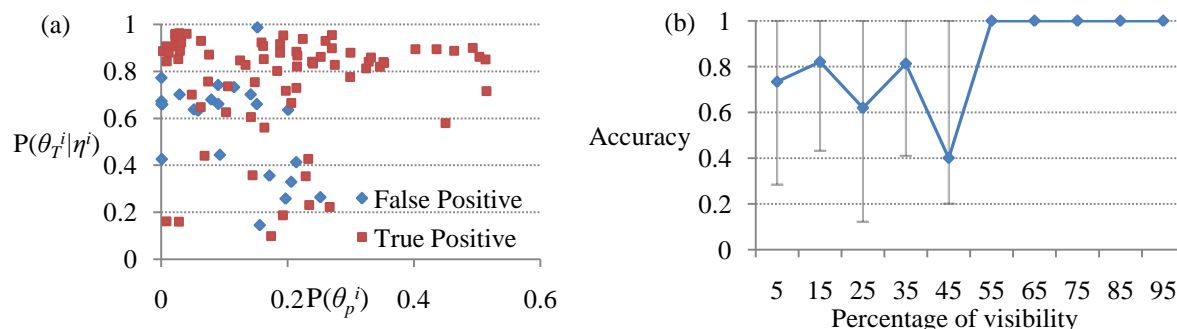 (a)
1
0.8
0.6
0.4
0.2
0
P(θ_T^i|η^i)
False Positive
True Positive
0 0.2 0.4 0.6
P(θ_p^i)
(b)
1
0.8
0.6
0.4
0.2
0
Accuracy
5 15 25 35 45 55 65 75 85 95
Percentage of visibility